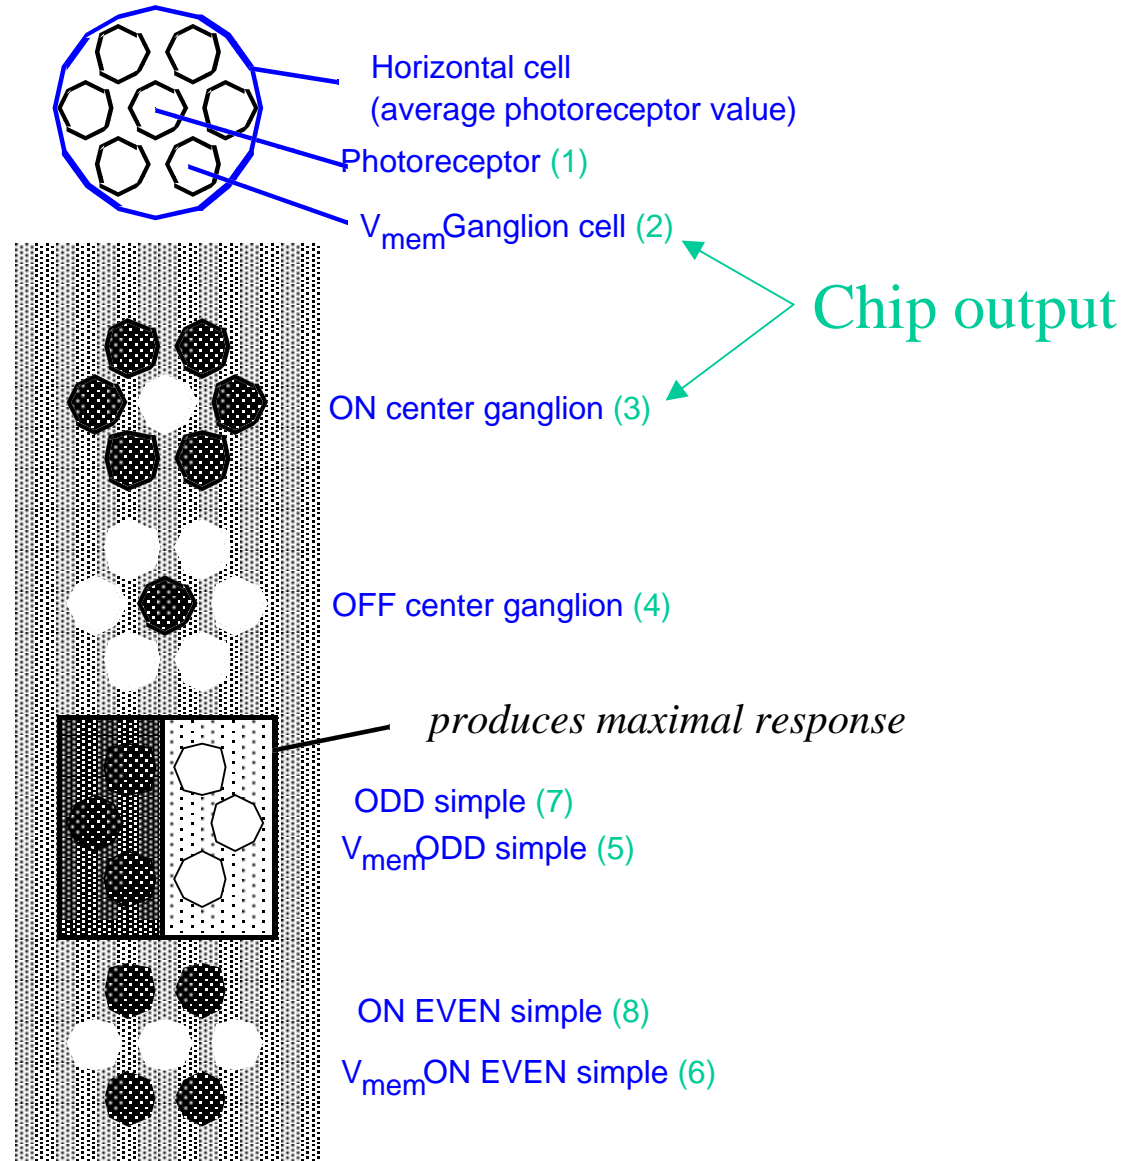 Horizontal cell
(average photoreceptor value)
Photoreceptor (1)
VmemGanglion cell (2)
Chip output
ON center ganglion (3)
OFF center ganglion (4)
produces maximal response
ODD simple (7)
VmemODD simple (5)
ON EVEN simple (8)
VmemON EVEN simple (6)